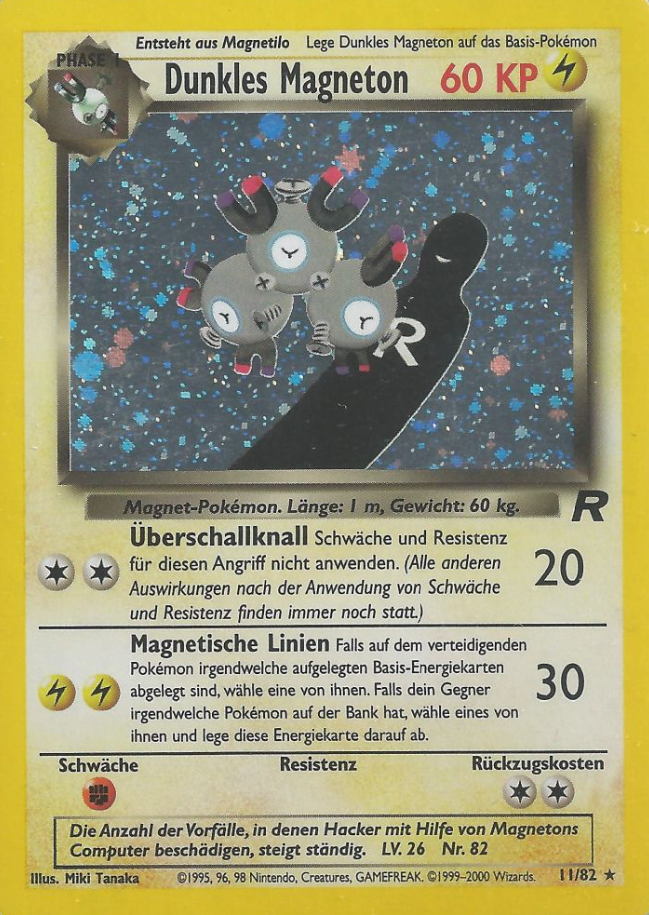 Entsteht aus Magnetilo Lege Dunkles Magneton auf das Basis-Pokémon
PHASE 1
Dunkles Magneton 60 KP
R
Magnet-Pokémon. Länge: 1 m, Gewicht: 60 kg.
R
Überschallknall Schwäche und Resistenz
für diesen Angriff nicht anwenden. (Alle anderen
Auswirkungen nach der Anwendung von Schwäche
und Resistenz finden immer noch statt.)
20
Magnetische Linien Falls auf dem verteidigenden
Pokémon irgendwelche aufgelegten Basis-Energiekarten
abgelegt sind, wähle eine von ihnen. Falls dein Gegner
irgendwelche Pokémon auf der Bank hat, wähle eines von
ihnen und lege diese Energiekarte darauf ab.
30
Schwäche Resistenz Rückzugskosten
Die Anzahl der Vorfälle, in denen Hacker mit Hilfe von Magnetons
Computer beschädigen, steigt ständig. LV. 26 Nr. 82
Illus. Miki Tanaka ©1995, 96, 98 Nintendo, Creatures, GAMEFREAK. ©1999-2000 Wizards. 11/82 ★